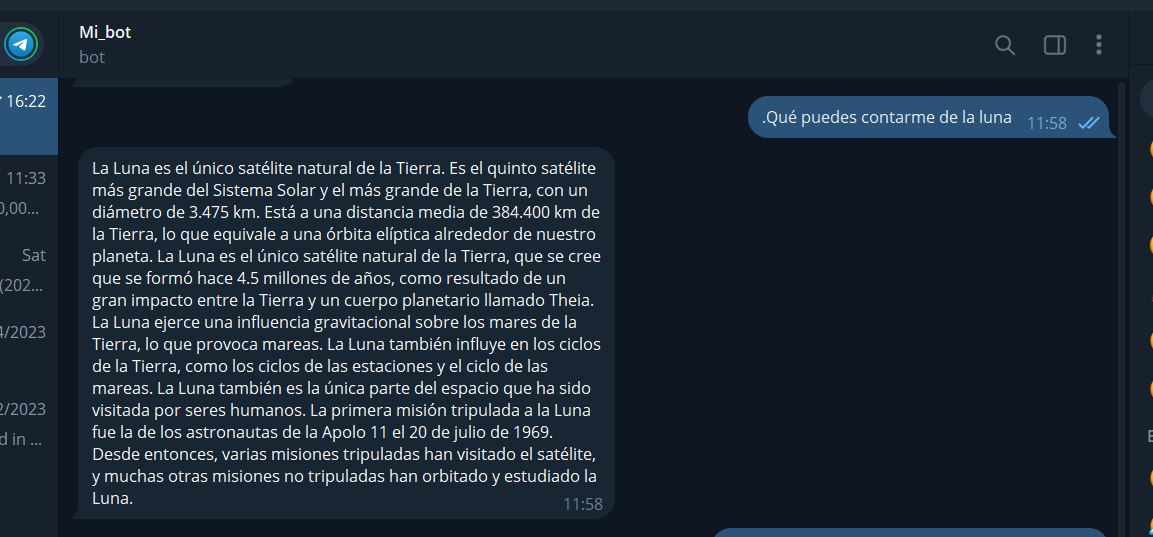 Mi_bot
bot
16:22
11:33
0,00...
Sat
(202...
4/2023
2/2023
d in ...
.Qué puedes contarme de la luna 11:58
La Luna es el único satélite natural de la Tierra. Es el quinto satélite
más grande del Sistema Solar y el más grande de la Tierra, con un
diámetro de 3.475 km. Está a una distancia media de 384.400 km de
la Tierra, lo que equivale a una órbita elíptica alrededor de nuestro
planeta. La Luna es el único satélite natural de la Tierra, que se cree
que se formó hace 4.5 millones de años, como resultado de un
gran impacto entre la Tierra y un cuerpo planetario llamado Theia.
La Luna ejerce una influencia gravitacional sobre los mares de la
Tierra, lo que provoca mareas. La Luna también influye en los ciclos
de la Tierra, como los ciclos de las estaciones y el ciclo de las
mareas. La Luna también es la única parte del espacio que ha sido
visitada por seres humanos. La primera misión tripulada a la Luna
fue la de los astronautas de la Apolo 11 el 20 de julio de 1969.
Desde entonces, varias misiones tripuladas han visitado el satélite,
y muchas otras misiones no tripuladas han orbitado y estudiado la
Luna.
11:58